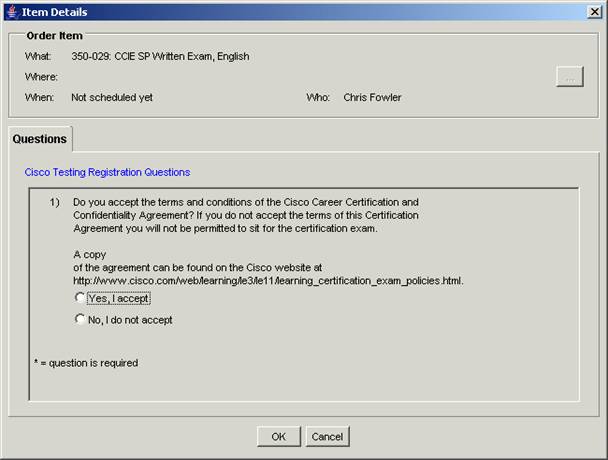 Item Details
Order Item
What: 350-029: CCIE SP Written Exam, English
Where:
...
When: Not scheduled yet Who: Chris Fowler
Questions
Cisco Testing Registration Questions
1) Do you accept the terms and conditions of the Cisco Career Certification and
Confidentiality Agreement? If you do not accept the terms of this Certification
Agreement you will not be permitted to sit for the certification exam.
A copy
of the agreement can be found on the Cisco website at
http://www.cisco.com/web/learning/le3/le11/learning_certification_exam_policies.html.
Yes, I accept
No, I do not accept
* = question is required
OK Cancel